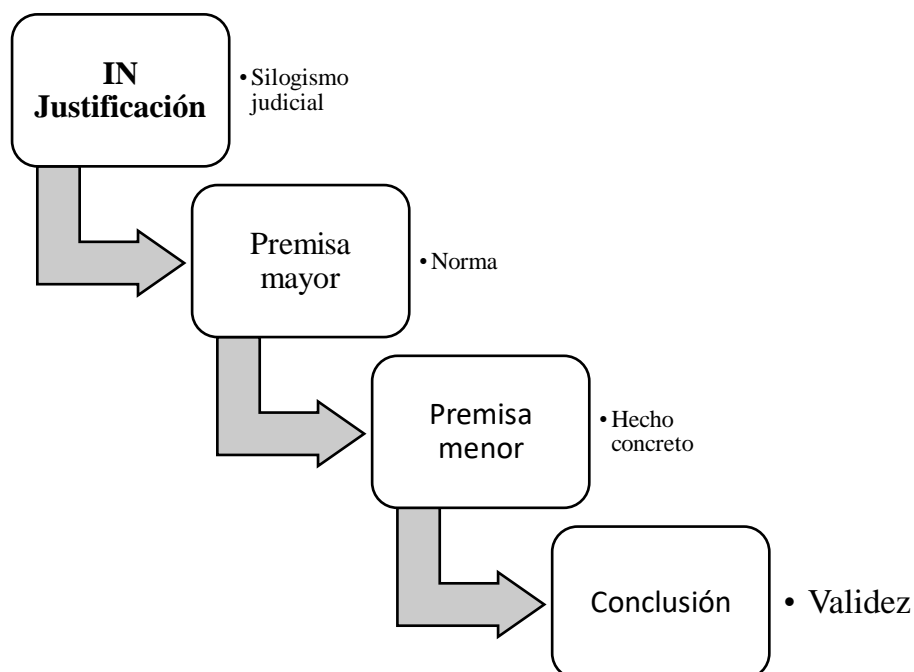 IN
Justificación
• Silogismo
judicial
Premisa
mayor
• Norma
Premisa
menor
• Hecho
concreto
Conclusión
• Validez